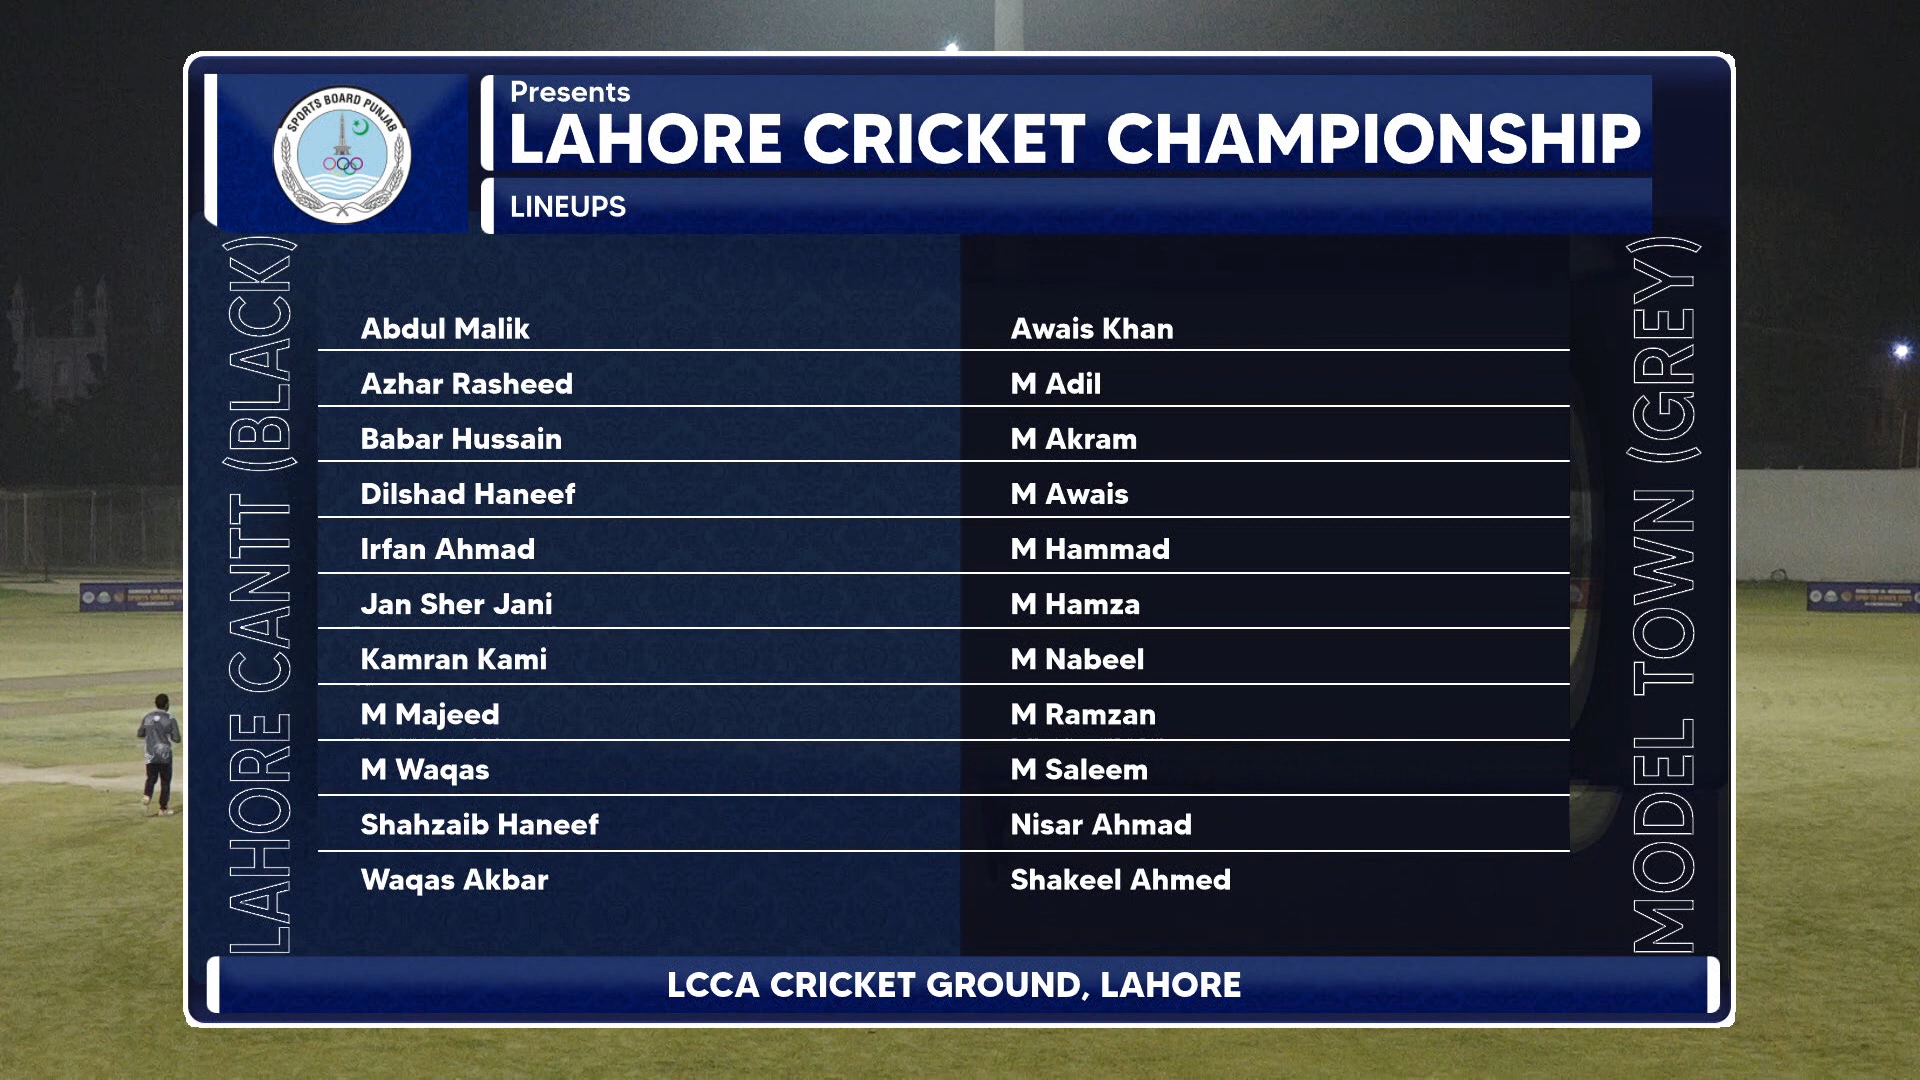 SPORTS BOARD PUNJAB
Presents
LAHORE CRICKET CHAMPIONSHIP
LINEUPS
LAHORE CANTT (BLACK)
Abdul Malik
Azhar Rasheed
Babar Hussain
Dilshad Haneef
Irfan Ahmad
Jan Sher Jani
Kamran Kami
M Majeed
M Waqas
Shahzaib Haneef
Waqas Akbar
Awais Khan
M Adil
M Akram
M Awais
M Hammad
M Hamza
M Nabeel
M Ramzan
M Saleem
Nisar Ahmad
Shakeel Ahmed
MODEL TOWN (GREY)
LCCA CRICKET GROUND, LAHORE